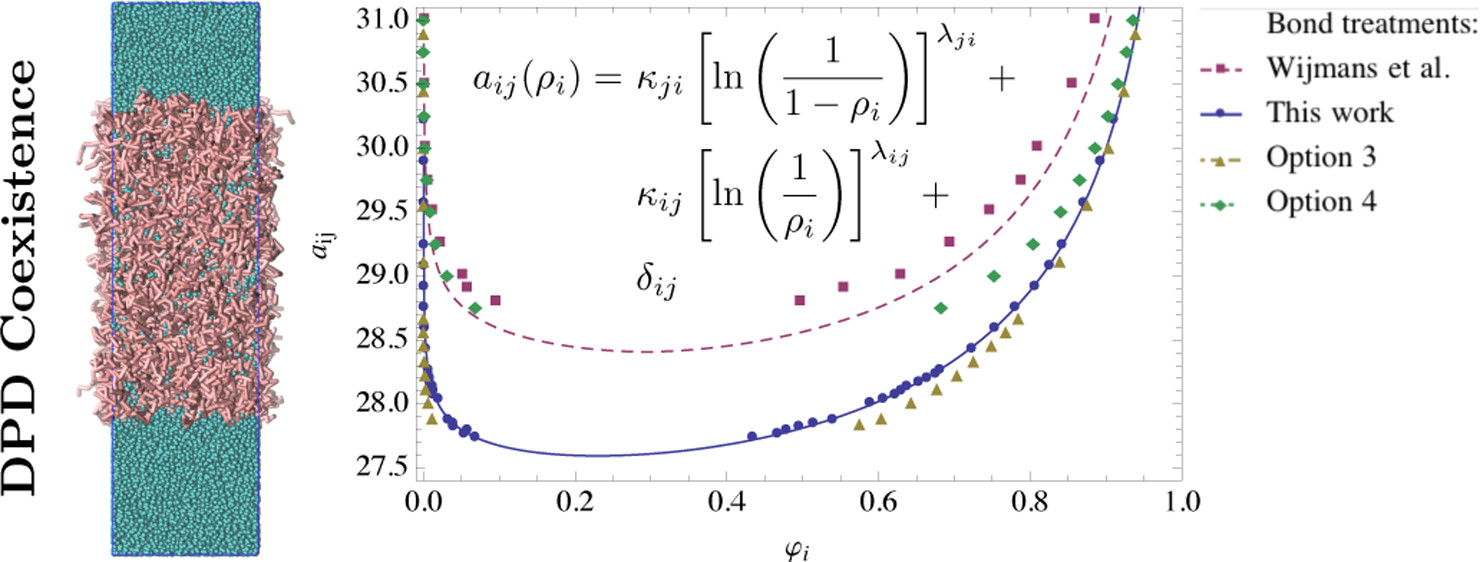 DPD Coexistence
31.0
30.5
30.0
29.5
29.0
28.5
28.0
27.5
a_ij
a_ij(ρ_i) = κ_ji [ln (1/(1 − ρ_i))]^λ_ji +
κ_ij [ln (1/ρ_i)]^λ_ij +
δ_ij
0.0 0.2 0.4 0.6 0.8 1.0
φ_i
Bond treatments:
Wijmans et al.
This work
Option 3
Option 4